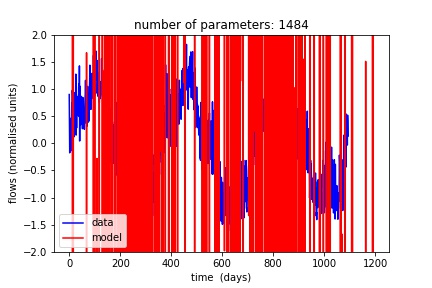 number of parameters: 1484
flows (normalised units)
2.0
1.5
1.0
0.5
0.0
−0.5
−1.0
−1.5
−2.0
data
model
0 200 400 600 800 1000 1200
time (days)